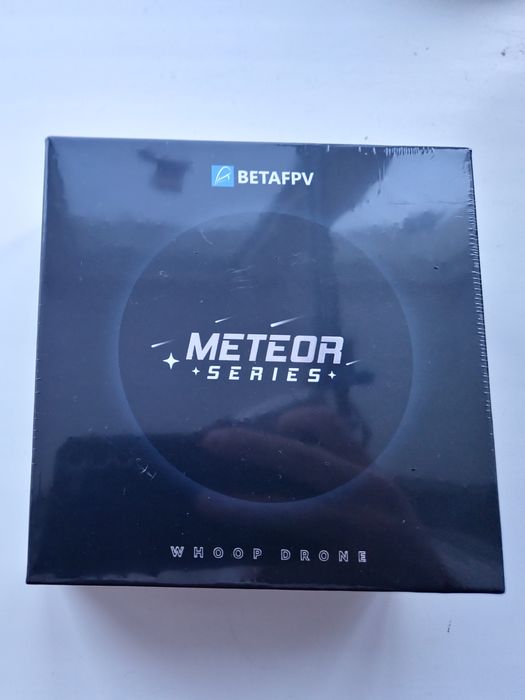 BETAFPV
METEOR
SERIES
WHOOP DRONE